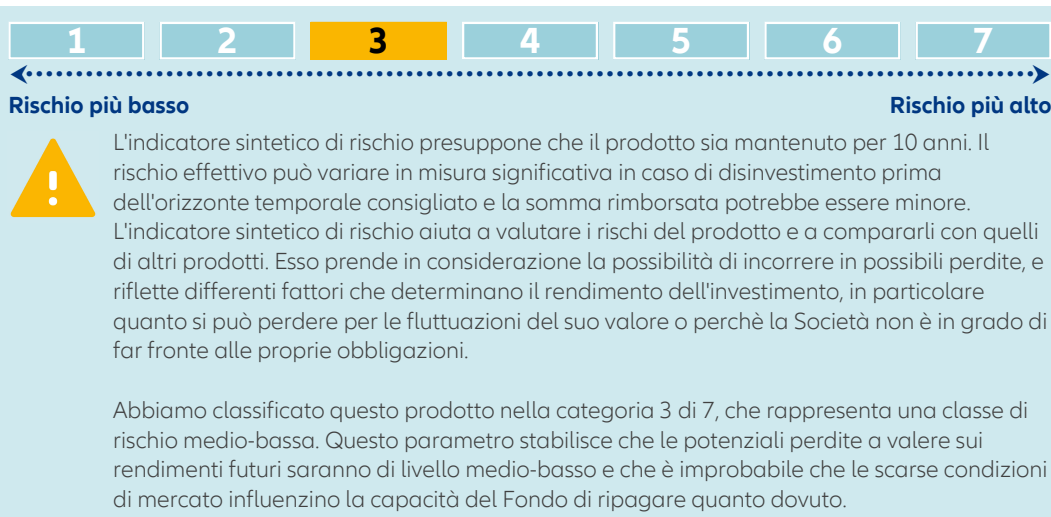 1 2 3 4 5 6 7
Rischio più basso Rischio più alto
L'indicatore sintetico di rischio presuppone che il prodotto sia mantenuto per 10 anni. Il
rischio effettivo può variare in misura significativa in caso di disinvestimento prima
dell'orizzonte temporale consigliato e la somma rimborsata potrebbe essere minore.
L'indicatore sintetico di rischio aiuta a valutare i rischi del prodotto e a compararli con quelli
di altri prodotti. Esso prende in considerazione la possibilità di incorrere in possibili perdite, e
riflette differenti fattori che determinano il rendimento dell'investimento, in particolare
quanto si può perdere per le fluttuazioni del suo valore o perchè la Società non è in grado di
far fronte alle proprie obbligazioni.
Abbiamo classificato questo prodotto nella categoria 3 di 7, che rappresenta una classe di
rischio medio-bassa. Questo parametro stabilisce che le potenziali perdite a valere sui
rendimenti futuri saranno di livello medio-basso e che è improbabile che le scarse condizioni
di mercato influenzino la capacità del Fondo di ripagare quanto dovuto.